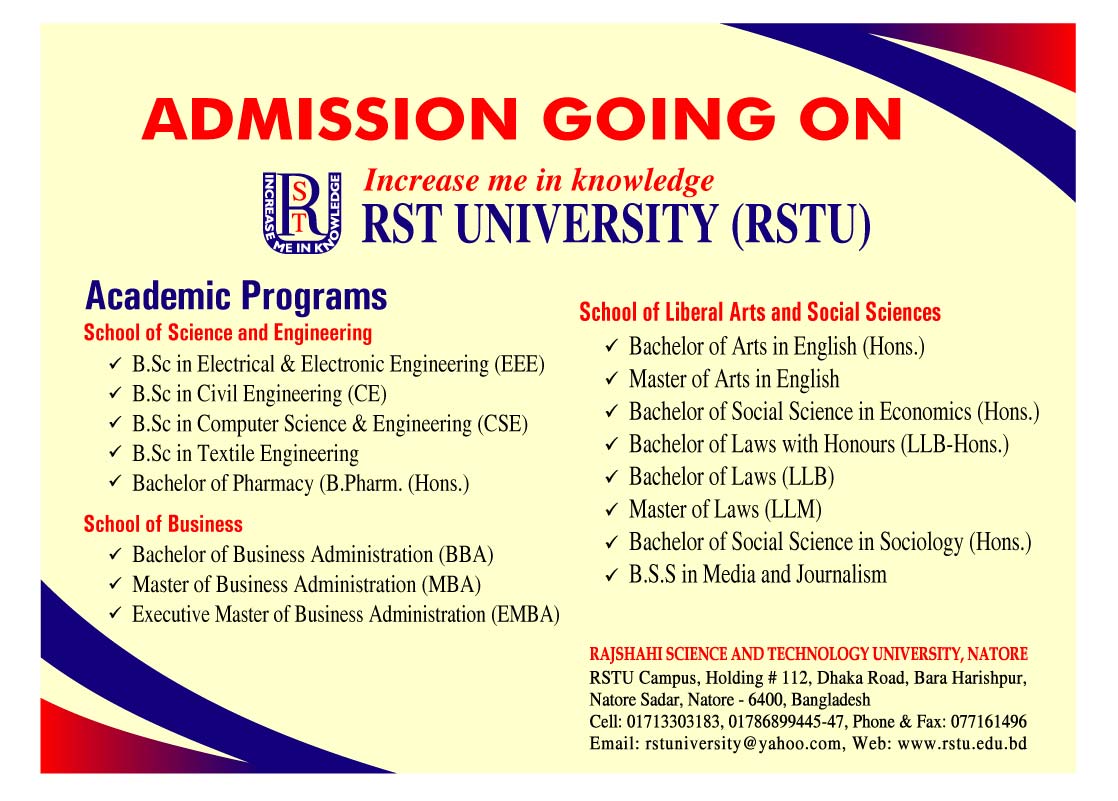 ADMISSION GOING ON
R
S
T
INCREASE ME IN KNOWLEDGE
Increase me in knowledge
RST UNIVERSITY (RSTU)
Academic Programs
School of Science and Engineering
✓ B.Sc in Electrical & Electronic Engineering (EEE)
✓ B.Sc in Civil Engineering (CE)
✓ B.Sc in Computer Science & Engineering (CSE)
✓ B.Sc in Textile Engineering
✓ Bachelor of Pharmacy (B.Pharm. (Hons.)
School of Business
✓ Bachelor of Business Administration (BBA)
✓ Master of Business Administration (MBA)
✓ Executive Master of Business Administration (EMBA)
School of Liberal Arts and Social Sciences
✓ Bachelor of Arts in English (Hons.)
✓ Master of Arts in English
✓ Bachelor of Social Science in Economics (Hons.)
✓ Bachelor of Laws with Honours (LLB-Hons.)
✓ Bachelor of Laws (LLB)
✓ Master of Laws (LLM)
✓ Bachelor of Social Science in Sociology (Hons.)
✓ B.S.S in Media and Journalism
RAJSHAHI SCIENCE AND TECHNOLOGY UNIVERSITY, NATORE
RSTU Campus, Holding # 112, Dhaka Road, Bara Harishpur,
Natore Sadar, Natore - 6400, Bangladesh
Cell: 01713303183, 01786899445-47, Phone & Fax: 077161496
Email: rstuniversity@yahoo.com, Web: www.rstu.edu.bd